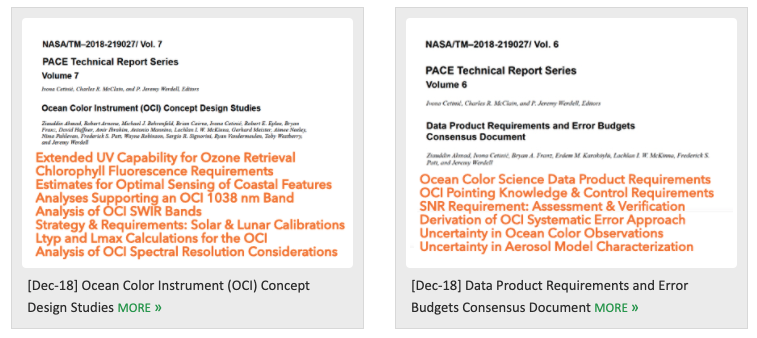 NASA/TM–2018-219027/ Vol. 7
PACE Technical Report Series
Volume 7
Ivona Cetinić, Charles R. McClain, and P. Jeremy Werdell, Editors
Ocean Color Instrument (OCI) Concept Design Studies
Ziauddin Ahmad, Robert Arnone, Michael J. Behrenfeld, Brian Cairns, Ivona Cetinić, Robert E. Eplee, Bryan
Franz, David Haffner, Amir Ibrahim, Antonio Mannino, Lachlan I. W. McKinna, Gerhard Meister, Aimee Neeley,
Nima Pahlevan, Frederick S. Patt, Wayne Robinson, Sergio R. Signorini, Ryan Vandermeulen, Toby Westberry,
and Jeremy Werdell
Extended UV Capability for Ozone Retrieval
Chlorophyll Fluorescence Requirements
Estimates for Optimal Sensing of Coastal Features
Analyses Supporting an OCI 1038 nm Band
Analysis of OCI SWIR Bands
Strategy & Requirements: Solar & Lunar Calibrations
Ltyp and Lmax Calculations for the OCI
Analysis of OCI Spectral Resolution Considerations
[Dec-18] Ocean Color Instrument (OCI) Concept
Design Studies MORE »
NASA/TM–2018-219027/ Vol. 6
PACE Technical Report Series
Volume 6
Ivona Cetinić, Charles R. McClain, and P. Jeremy Werdell, Editors
Data Product Requirements and Error Budgets
Consensus Document
Ziauddin Ahmad, Ivona Cetinić, Bryan A. Franz, Erdem M. Karaköylü, Lachlan I. W. McKinna, Frederick S.
Patt, and Jeremy Werdell
Ocean Color Science Data Product Requirements
OCI Pointing Knowledge & Control Requirements
SNR Requirement: Assessment & Verification
Derivation of OCI Systematic Error Approach
Uncertainty in Ocean Color Observations
Uncertainty in Aerosol Model Characterization
[Dec-18] Data Product Requirements and Error
Budgets Consensus Document MORE »